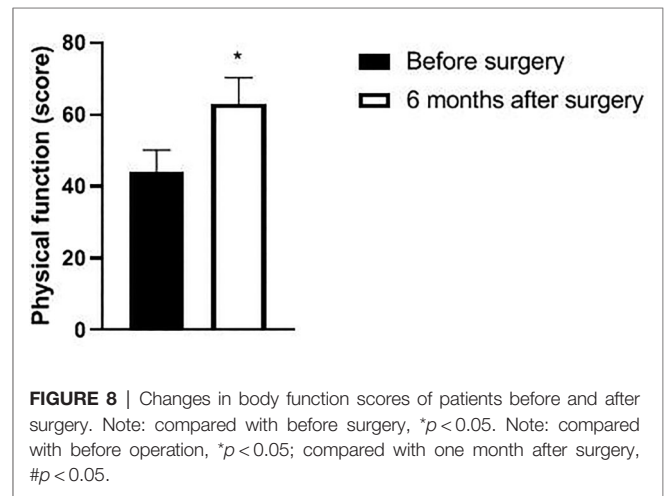 80
60
40
20
0
Physical function (score)
*
Before surgery
6 months after surgery
FIGURE 8 | Changes in body function scores of patients before and after
surgery. Note: compared with before surgery, *p < 0.05. Note: compared
with before operation, *p < 0.05; compared with one month after surgery,
#p < 0.05.